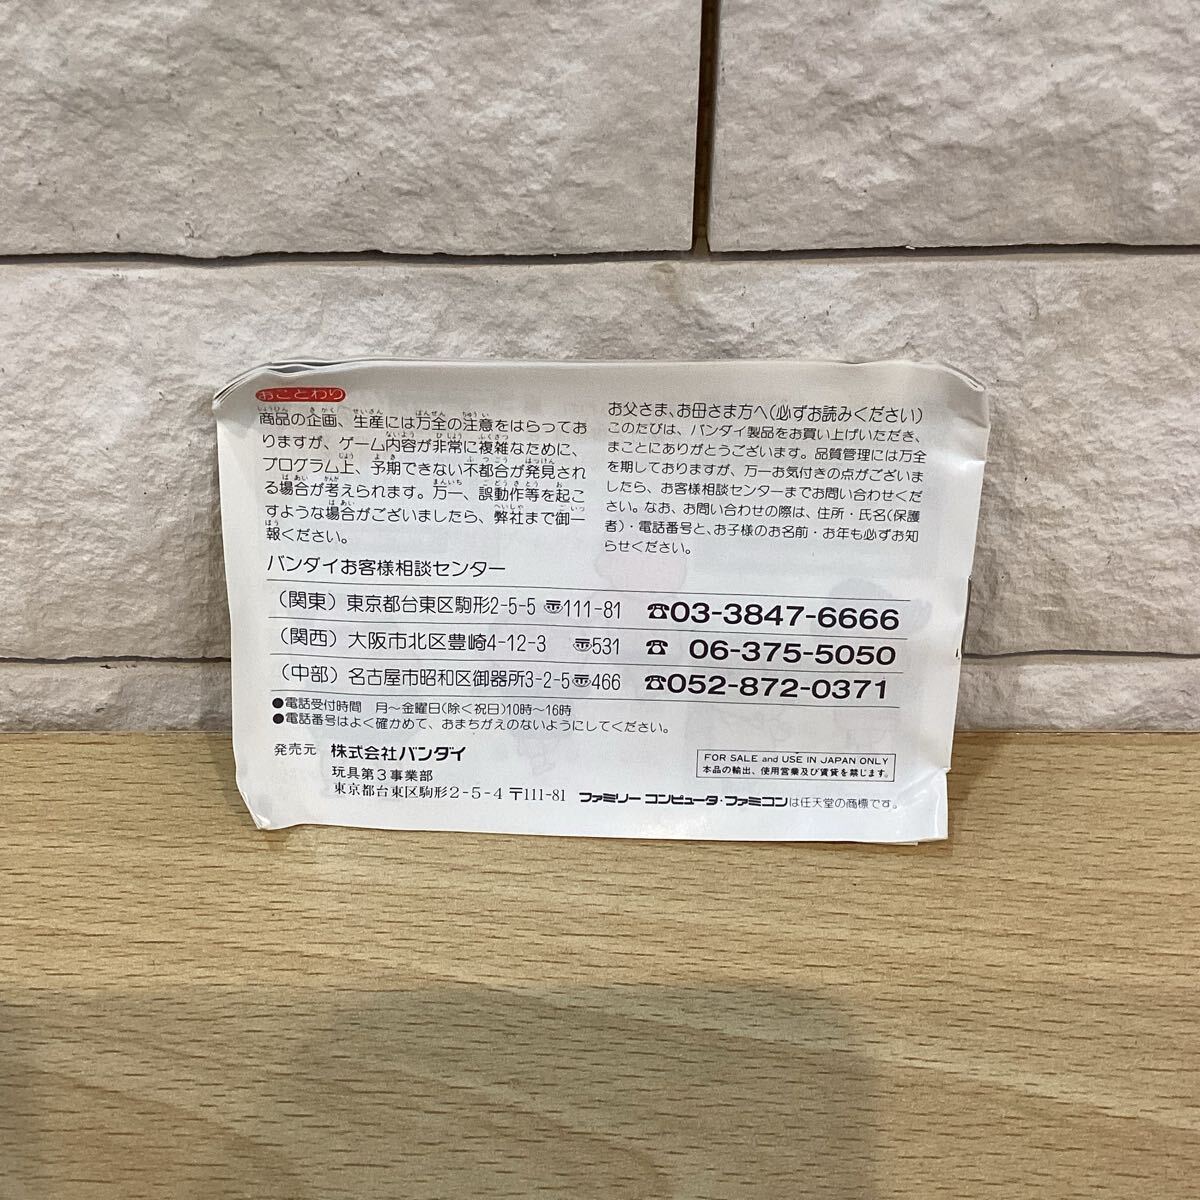 おことわり
商品の企画、生産には万全の注意をはらってお
りますが、ゲーム内容が非常に複雑なために、
プログラム上、予期できない不都合が発見され
る場合が考えられます。万一、誤動作等を起こ
すような場合がございましたら、弊社まで御一
報ください。
お父さま、お母さま方へ(必ずお読みください)
このたびは、バンダイ製品をお買い上げいただき、
まことにありがとうございます。品質管理には万全
を期しておりますが、万一お気付きの点がございま
したら、お客様相談センターまでお問い合わせくだ
さい。なお、お問い合わせの際は、住所・氏名(保護
者)・電話番号と、お子様のお名前・お年も必ずお知
らせください。
バンダイお客様相談センター
(関東) 東京都台東区駒形2-5-5 〠111-81 ☎03-3847-6666
(関西) 大阪市北区豊崎4-12-3 〠531 ☎ 06-375-5050
(中部) 名古屋市昭和区御器所3-2-5〠466 ☎052-872-0371
●電話受付時間 月〜金曜日(除く祝日)10時〜16時
●電話番号はよく確かめて、おまちがえのないようにしてください。
発売元 株式会社バンダイ
玩具第3事業部
東京都台東区駒形2-5-4 〒111-81
FOR SALE and USE IN JAPAN ONLY
本品の輸出、使用営業及び賃貸を禁じます。
ファミリーコンピュータ・ファミコンは任天堂の商標です。